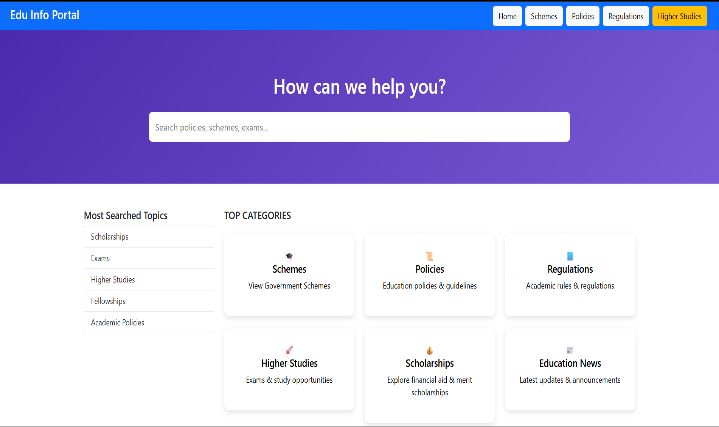 Edu Info Portal
Home
Schemes
Policies
Regulations
Higher Studies
How can we help you?
Search policies, schemes, exams...
Most Searched Topics
Scholarships
Exams
Higher Studies
Fellowships
Academic Policies
TOP CATEGORIES
Schemes
View Government Schemes
Policies
Education policies & guidelines
Regulations
Academic rules & regulations
Higher Studies
Exams & study opportunities
Scholarships
Explore financial aid & merit
scholarships
Education News
Latest updates & announcements